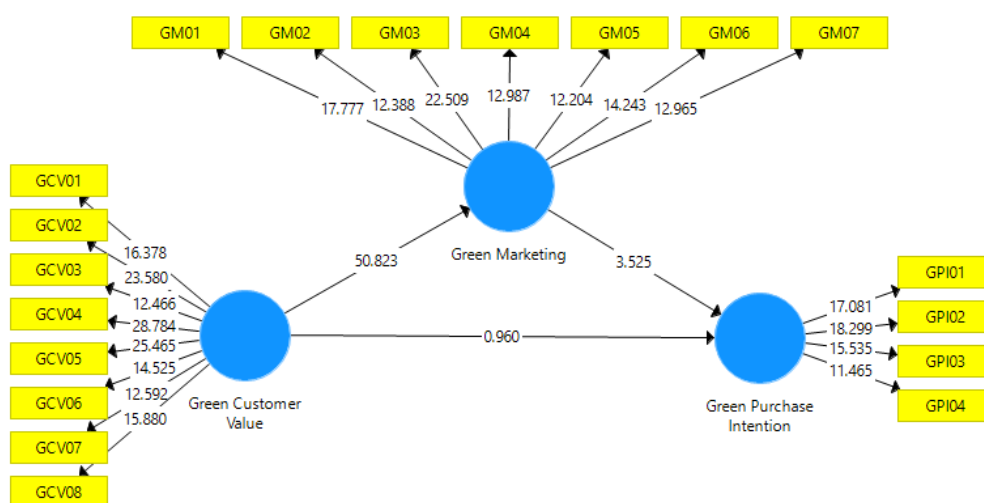 GM01
GM02
GM03
GM04
GM05
GM06
GM07
17.777
12.388
22.509
12.987
12.204
14.243
12.965
GCV01
GCV02
GCV03
GCV04
GCV05
GCV06
GCV07
GCV08
16.378
23.580
12.466
28.784
25.465
14.525
12.592
15.880
Green Marketing
50.823
3.525
0.960
Green Customer
Value
Green Purchase
Intention
17.081
18.299
15.535
11.465
GPI01
GPI02
GPI03
GPI04